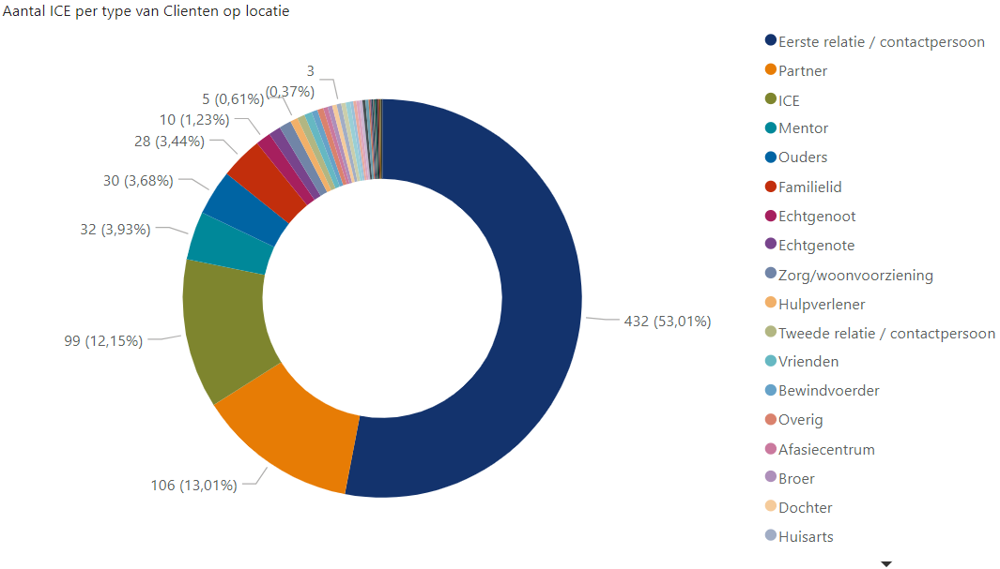 Aantal ICE per type van Clienten op locatie
3
(0,37%)
5 (0,61%)
10 (1,23%)
28 (3,44%)
30 (3,68%)
32 (3,93%)
99 (12,15%)
106 (13,01%)
432 (53,01%)
Eerste relatie / contactpersoon
Partner
ICE
Mentor
Ouders
Familielid
Echtgenoot
Echtgenote
Zorg/woonvoorziening
Hulpverlener
Tweede relatie / contactpersoon
Vrienden
Bewindvoerder
Overig
Afasiecentrum
Broer
Dochter
Huisarts